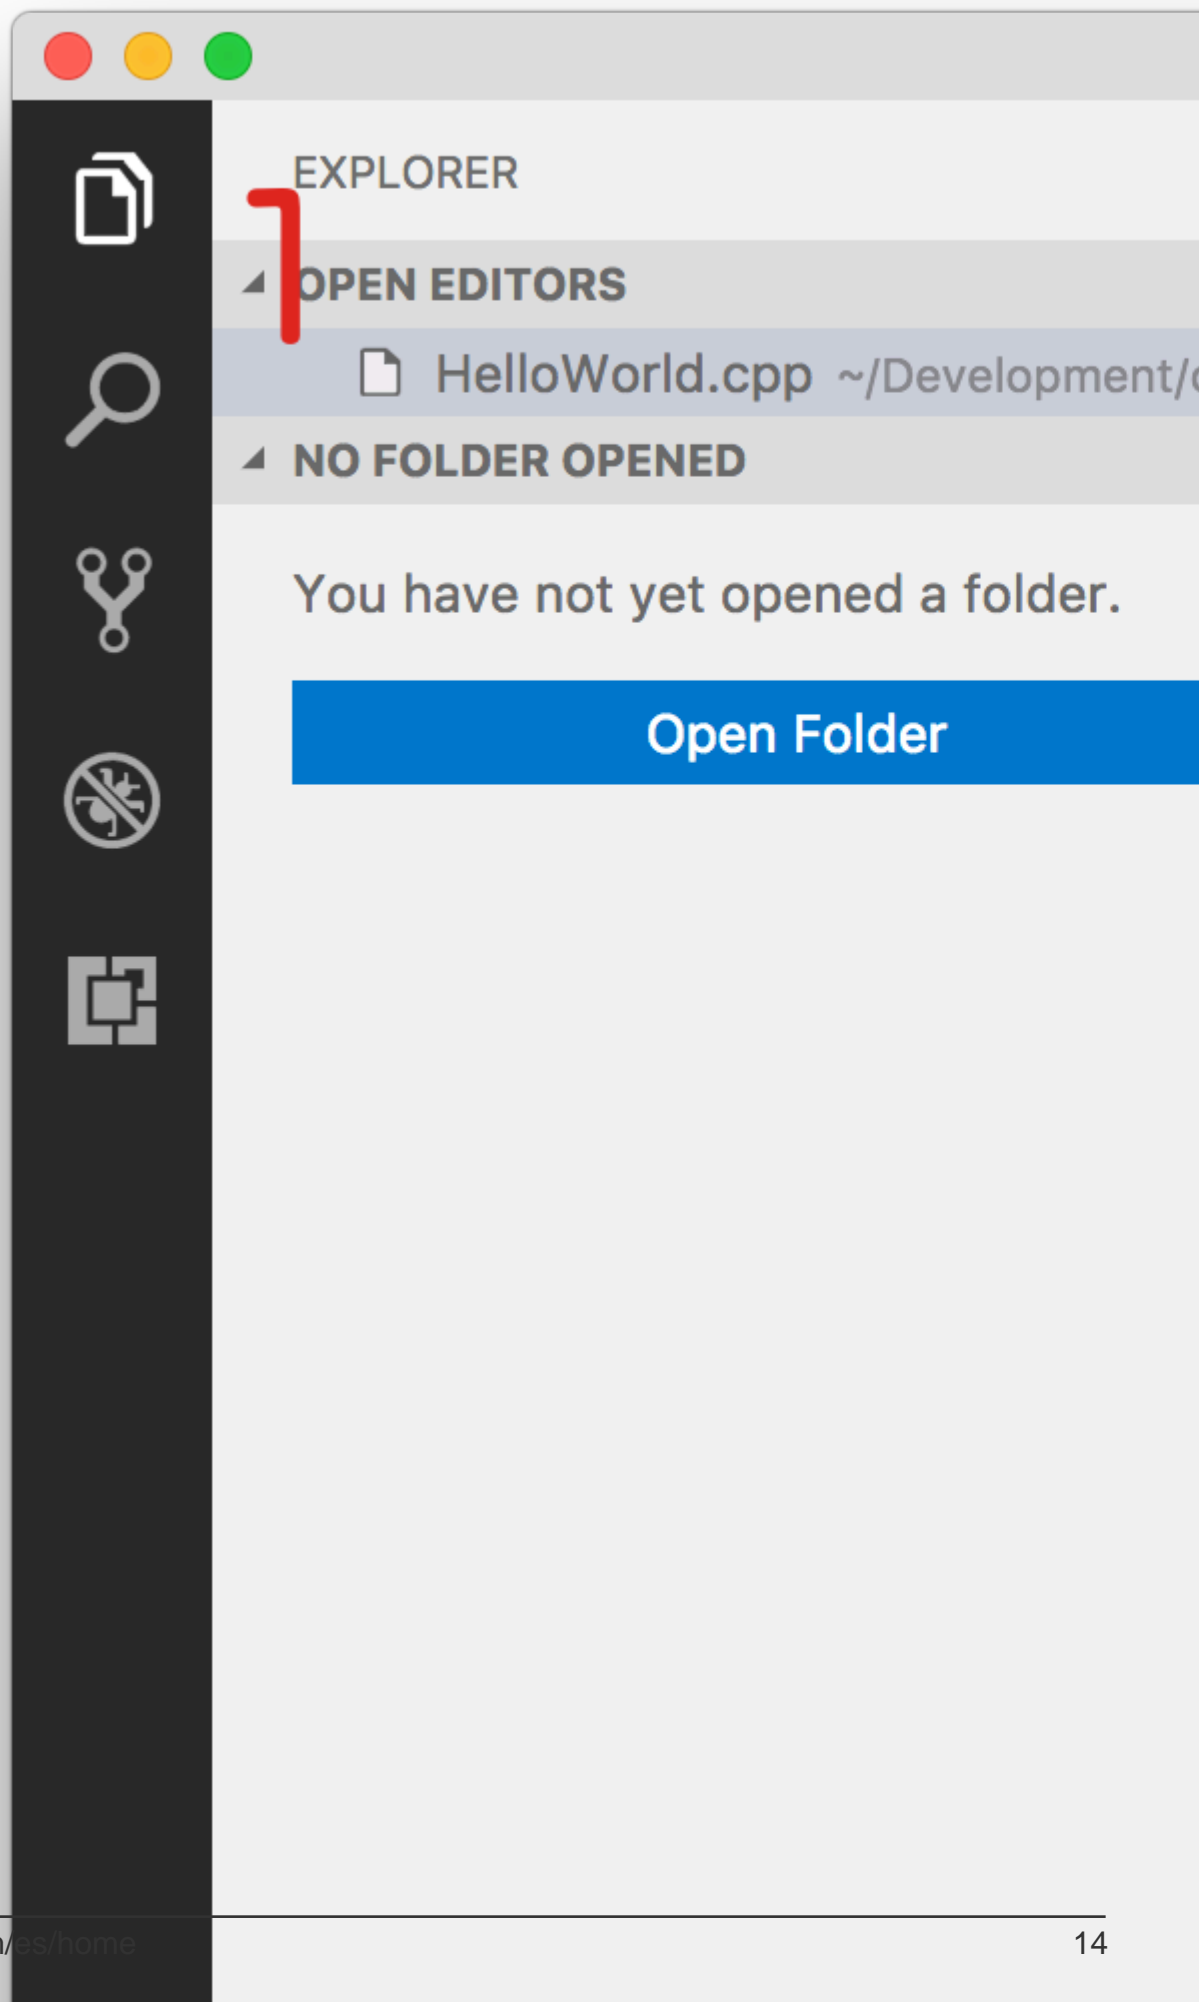 EXPLORER
1
OPEN EDITORS
HelloWorld.cpp ~/Development/
NO FOLDER OPENED
You have not yet opened a folder.
Open Folder
/es/home
14